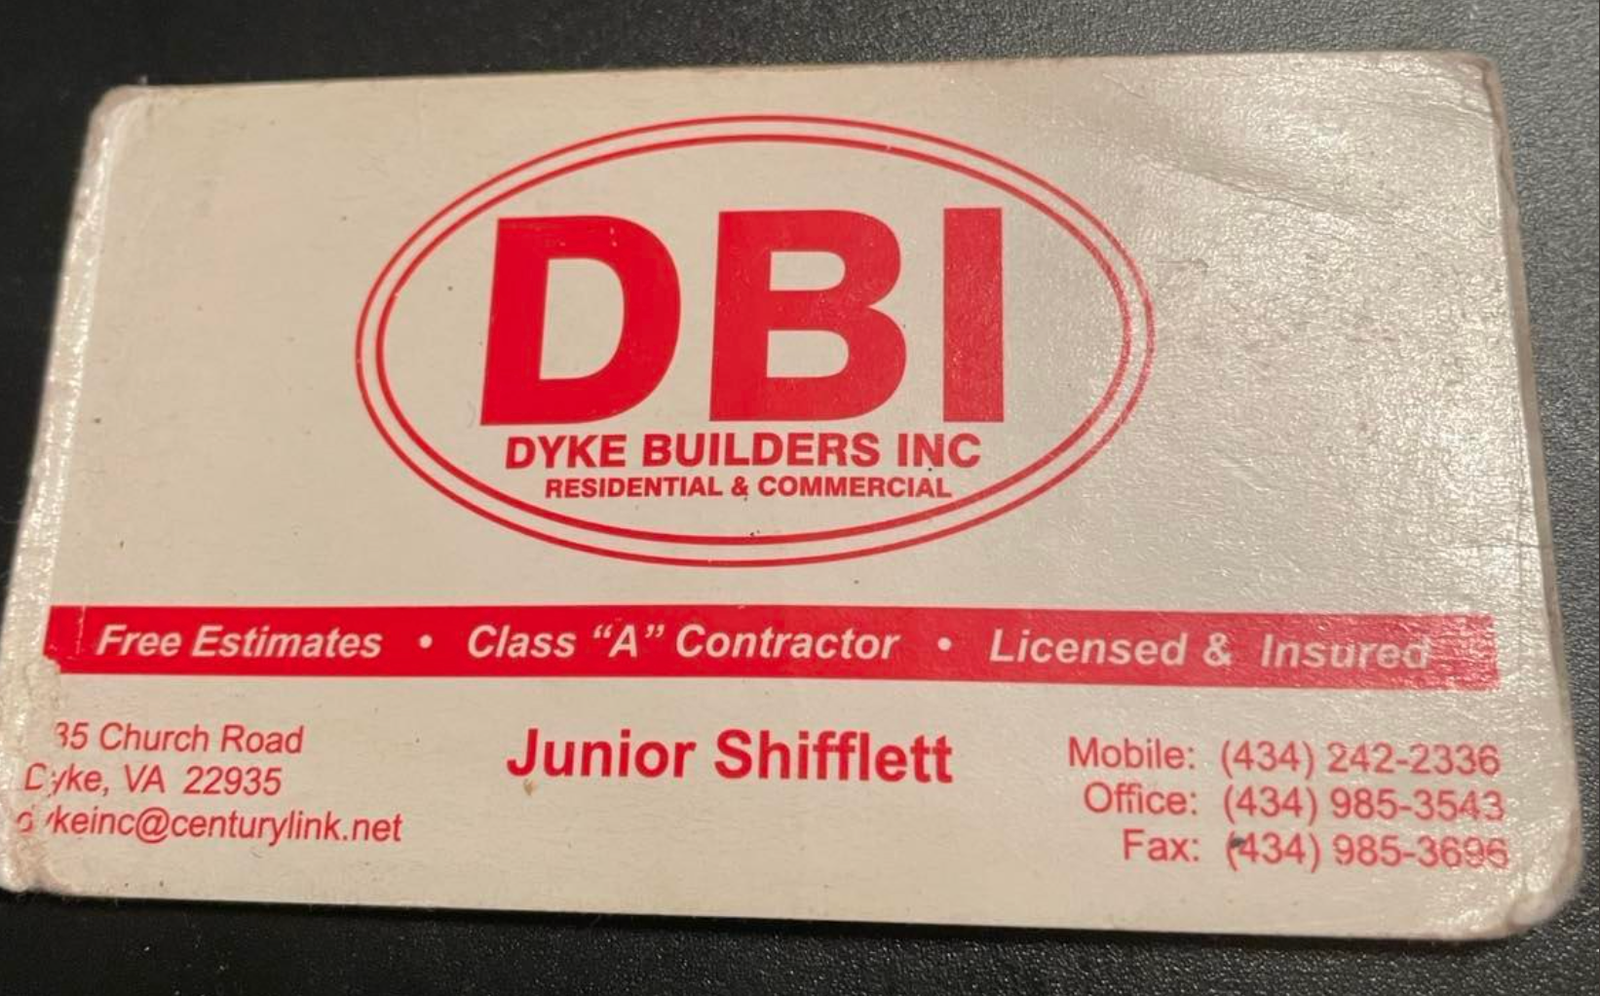 DBI
DYKE BUILDERS INC
RESIDENTIAL & COMMERCIAL
Free Estimates • Class “A” Contractor • Licensed & Insured
Church Road
Dyke, VA 22935
dykeinc@centurylink.net
Junior Shifflett
Mobile: (434) 242-2336
Office: (434) 985-3543
Fax: (434) 985-3696